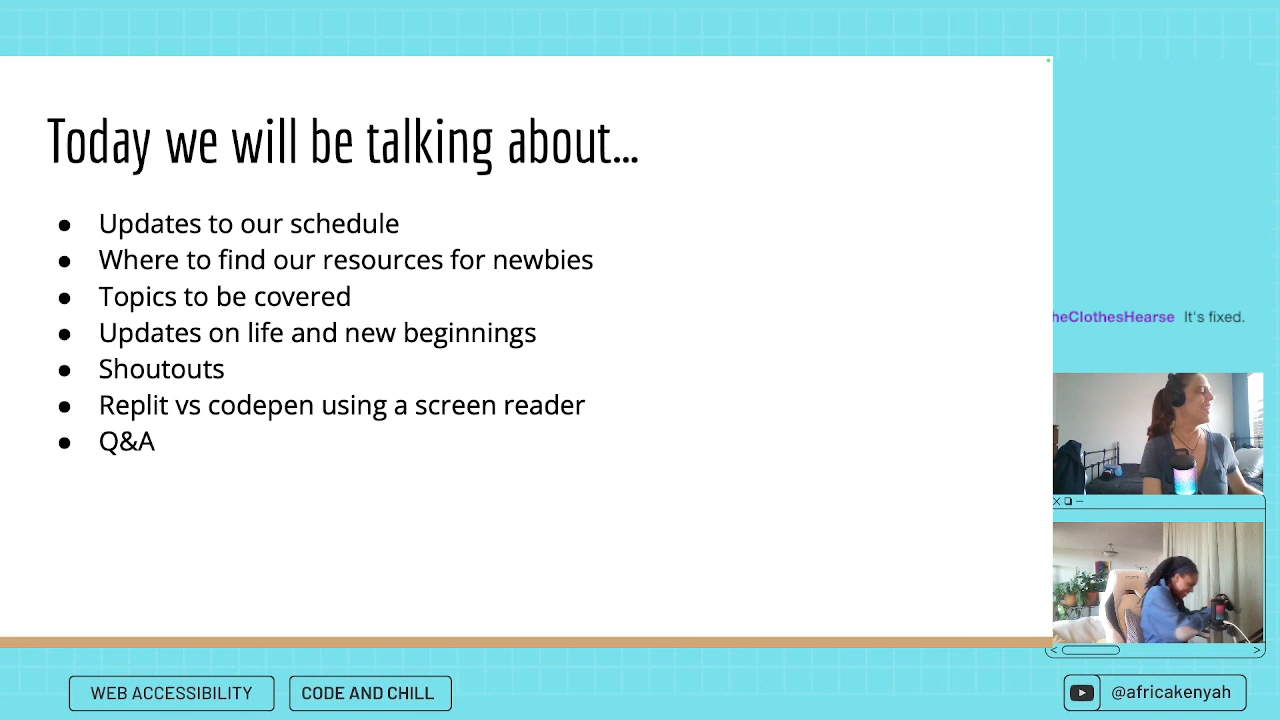 Today we will be talking about...
● Updates to our schedule
● Where to find our resources for newbies
● Topics to be covered
● Updates on life and new beginnings
● Shoutouts
● Replit vs codepen using a screen reader
● Q&A
heClothesHearse It's fixed.
WEB ACCESSIBILITY
CODE AND CHILL
@africakenyah